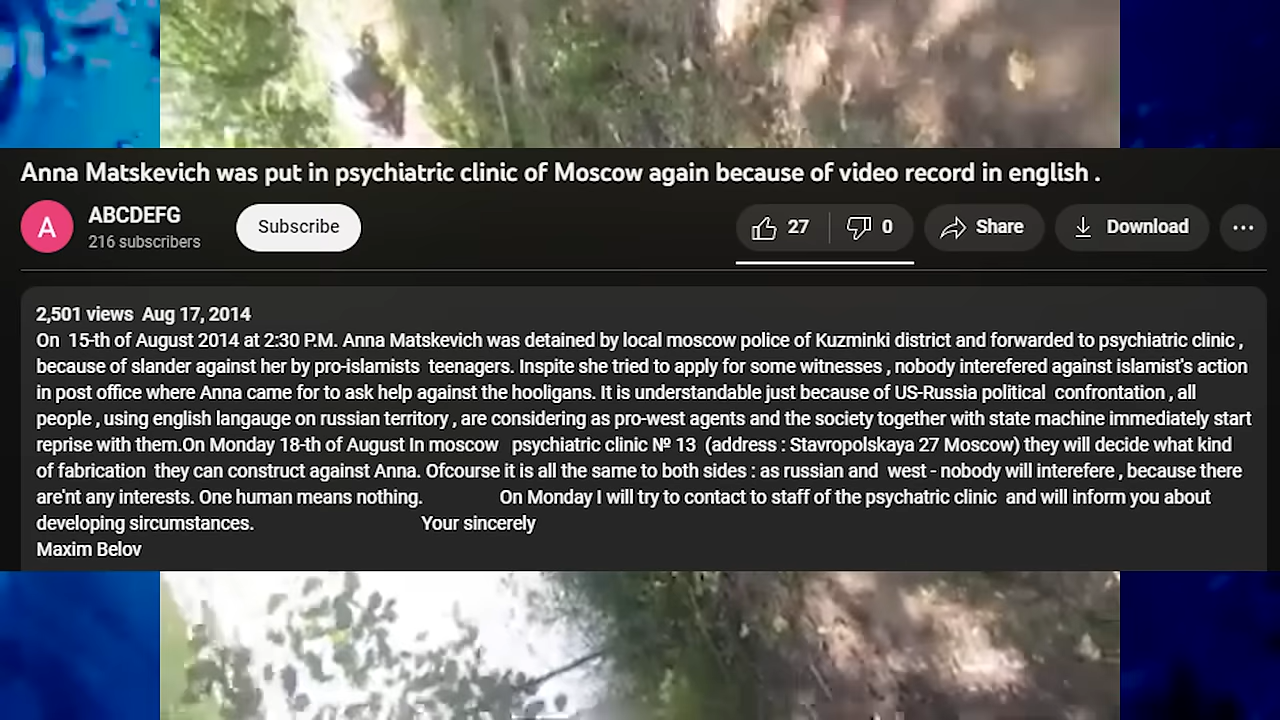 Anna Matskevich was put in psychiatric clinic of Moscow again because of video record in english .
A
ABCDEFG
216 subscribers
Subscribe
27
0
Share
Download
2,501 views Aug 17, 2014
On 15-th of August 2014 at 2:30 P.M. Anna Matskevich was detained by local moscow police of Kuzminki district and forwarded to psychiatric clinic ,
because of slander against her by pro-islamists teenagers. Inspite she tried to apply for some witnesses , nobody interefered against islamist's action
in post office where Anna came for to ask help against the hooligans. It is understandable just because of US-Russia political confrontation , all
people , using english langauge on russian territory , are considering as pro-west agents and the society together with state machine immediately start
reprise with them.On Monday 18-th of August In moscow psychiatric clinic № 13 (address : Stavropolskaya 27 Moscow) they will decide what kind
of fabrication they can construct against Anna. Ofcourse it is all the same to both sides : as russian and west - nobody will interefere , because there
are'nt any interests. One human means nothing. On Monday I will try to contact to staff of the psychatric clinic and will inform you about
developing sircumstances. Your sincerely
Maxim Belov